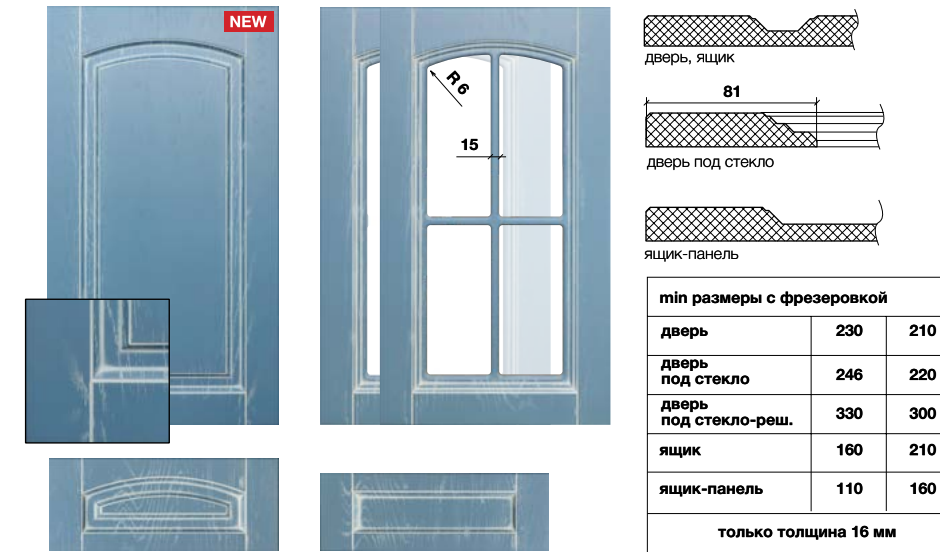 NEW
R 6
15
дверь, ящик
81
дверь под стекло
ящик-панель
min размеры с фрезеровкой
дверь 230 210
дверь
под стекло 246 220
дверь
под стекло-реш. 330 300
ящик 160 210
ящик-панель 110 160
только толщина 16 мм